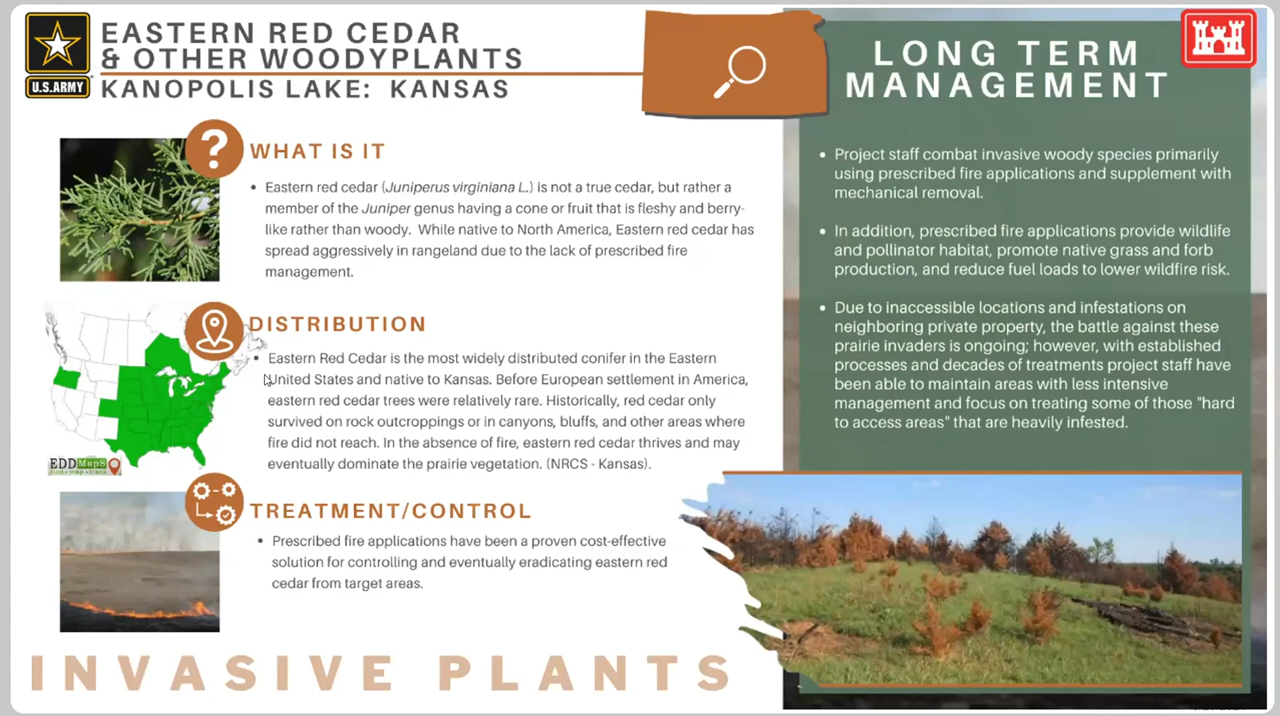 EASTERN RED CEDAR
& OTHER WOODYPLANTS
KANOPOLIS LAKE: KANSAS
U.S.ARMY
WHAT IS IT
• Eastern red cedar (Juniperus virginiana L.) is not a true cedar, but rather a
member of the Juniper genus having a cone or fruit that is fleshy and berry-
like rather than woody. While native to North America, Eastern red cedar has
spread aggressively in rangeland due to the lack of prescribed fire
management.
DISTRIBUTION
• Eastern Red Cedar is the most widely distributed conifer in the Eastern
United States and native to Kansas. Before European settlement in America,
eastern red cedar trees were relatively rare. Historically, red cedar only
survived on rock outcroppings or in canyons, bluffs, and other areas where
fire did not reach. In the absence of fire, eastern red cedar thrives and may
eventually dominate the prairie vegetation. (NRCS - Kansas).
EDDMapS
find • map • track
TREATMENT/CONTROL
• Prescribed fire applications have been a proven cost-effective
solution for controlling and eventually eradicating eastern red
cedar from target areas.
INVASIVE PLANTS
LONG TERM
MANAGEMENT
• Project staff combat invasive woody species primarily
using prescribed fire applications and supplement with
mechanical removal.
• In addition, prescribed fire applications provide wildlife
and pollinator habitat, promote native grass and forb
production, and reduce fuel loads to lower wildfire risk.
• Due to inaccessible locations and infestations on
neighboring private property, the battle against these
prairie invaders is ongoing; however, with established
processes and decades of treatments project staff have
been able to maintain areas with less intensive
management and focus on treating some of those "hard
to access areas" that are heavily infested.